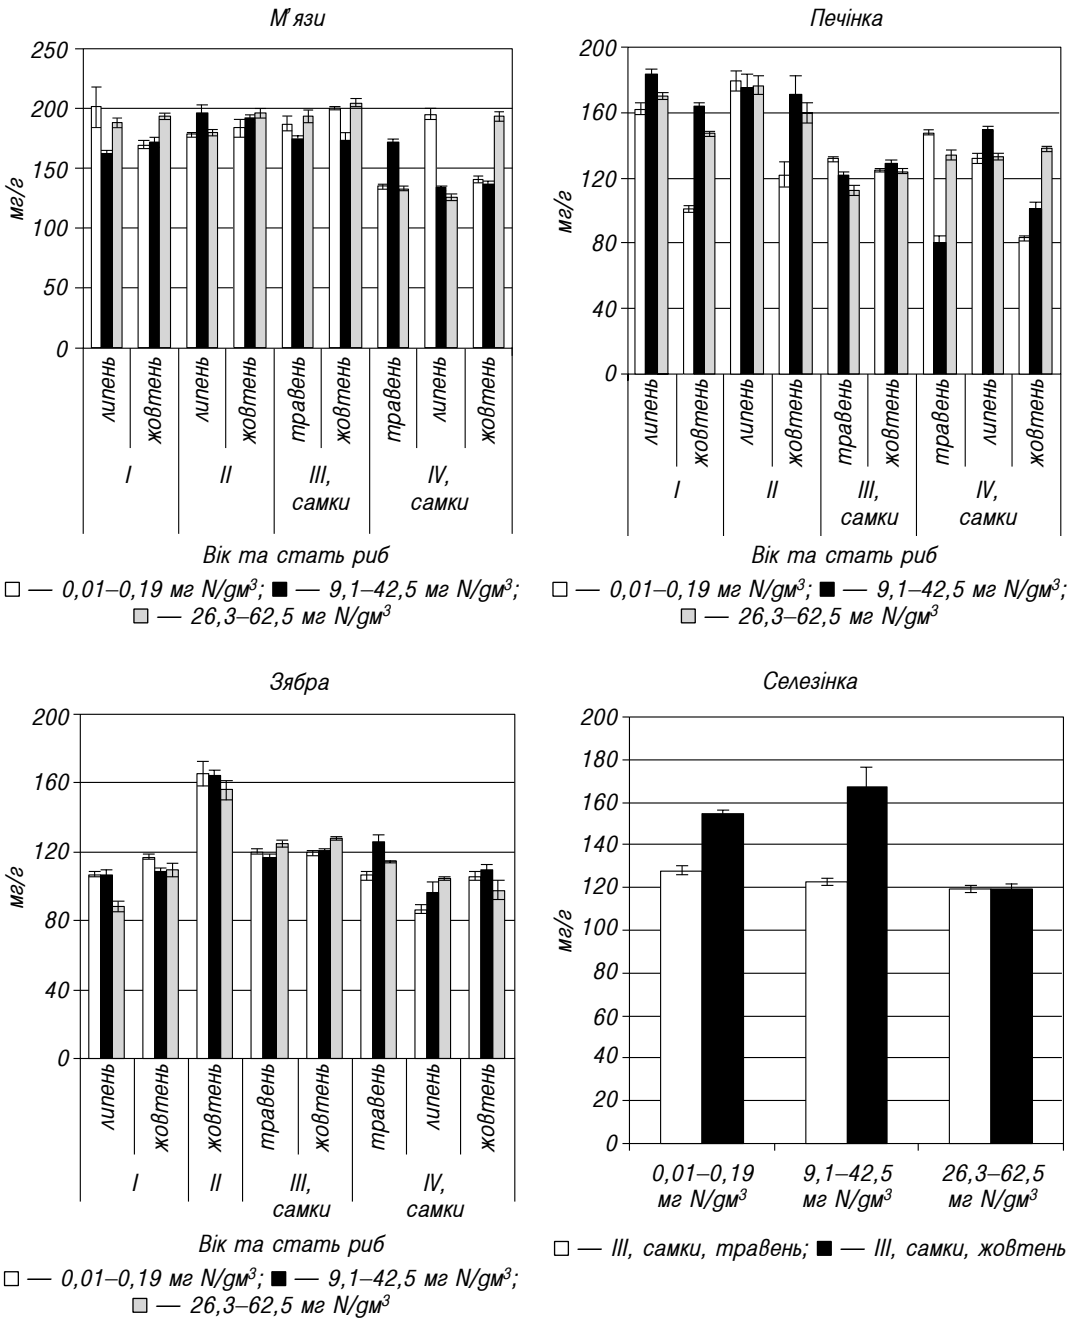 М'язи
250
200
150
100
50
0
мг/г
липень
жовтень
липень
жовтень
травень
жовтень
травень
липень
жовтень
I
II
III,
самки
IV,
самки
Вік та стать риб
— 0,01–0,19 мг N/дм³; — 9,1–42,5 мг N/дм³;
— 26,3–62,5 мг N/дм³
Печінка
200
160
120
80
40
0
мг/г
липень
жовтень
липень
жовтень
травень
жовтень
травень
липень
жовтень
I
II
III,
самки
IV,
самки
Вік та стать риб
— 0,01–0,19 мг N/дм³; — 9,1–42,5 мг N/дм³;
— 26,3–62,5 мг N/дм³
Зябра
200
160
120
80
40
0
мг/г
липень
жовтень
жовтень
травень
жовтень
травень
липень
жовтень
I
II
III,
самки
IV,
самки
Вік та стать риб
— 0,01–0,19 мг N/дм³; — 9,1–42,5 мг N/дм³;
— 26,3–62,5 мг N/дм³
Селезінка
200
180
160
140
120
100
80
60
40
20
0
мг/г
0,01–0,19
мг N/дм³
9,1–42,5
мг N/дм³
26,3–62,5
мг N/дм³
— III, самки, травень; — III, самки, жовтень